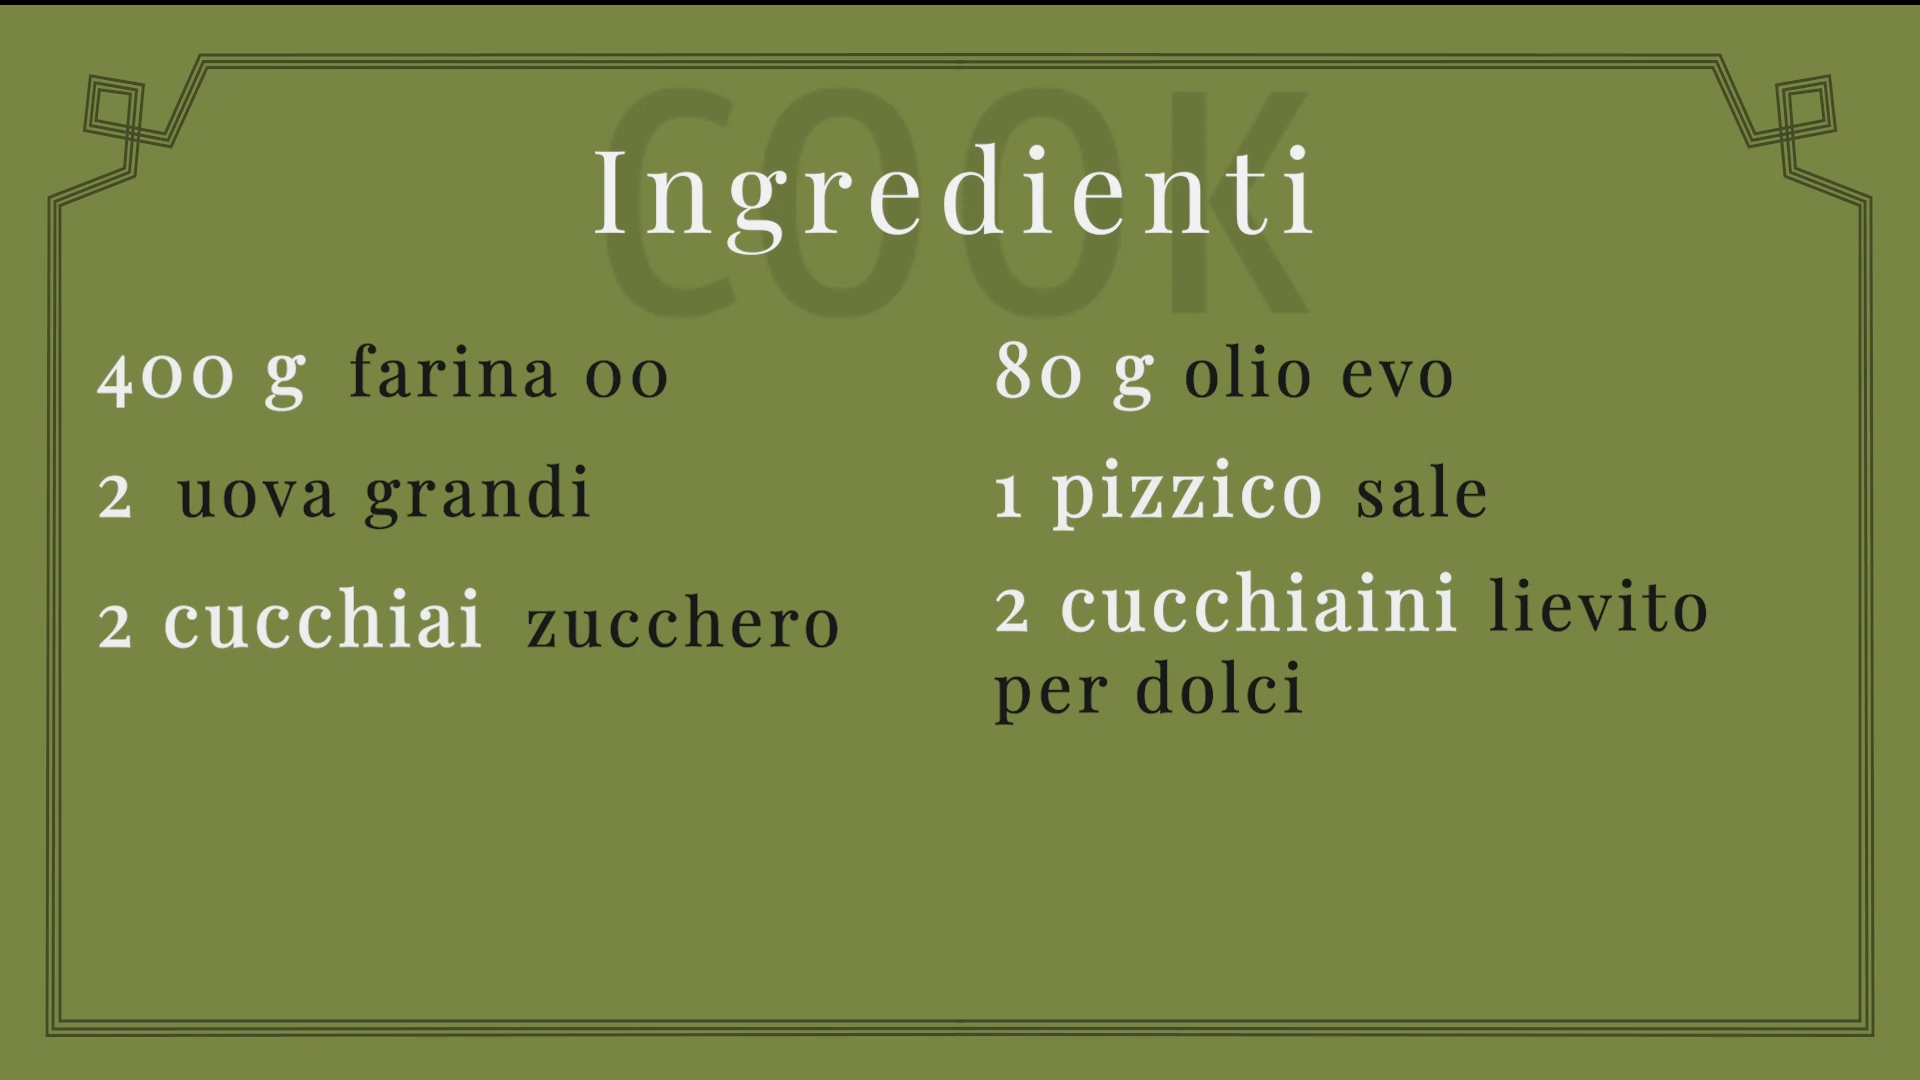 COOK
Ingredienti
400 g farina 00
2 uova grandi
2 cucchiai zucchero
80 g olio evo
1 pizzico sale
2 cucchiaini lievito
per dolci